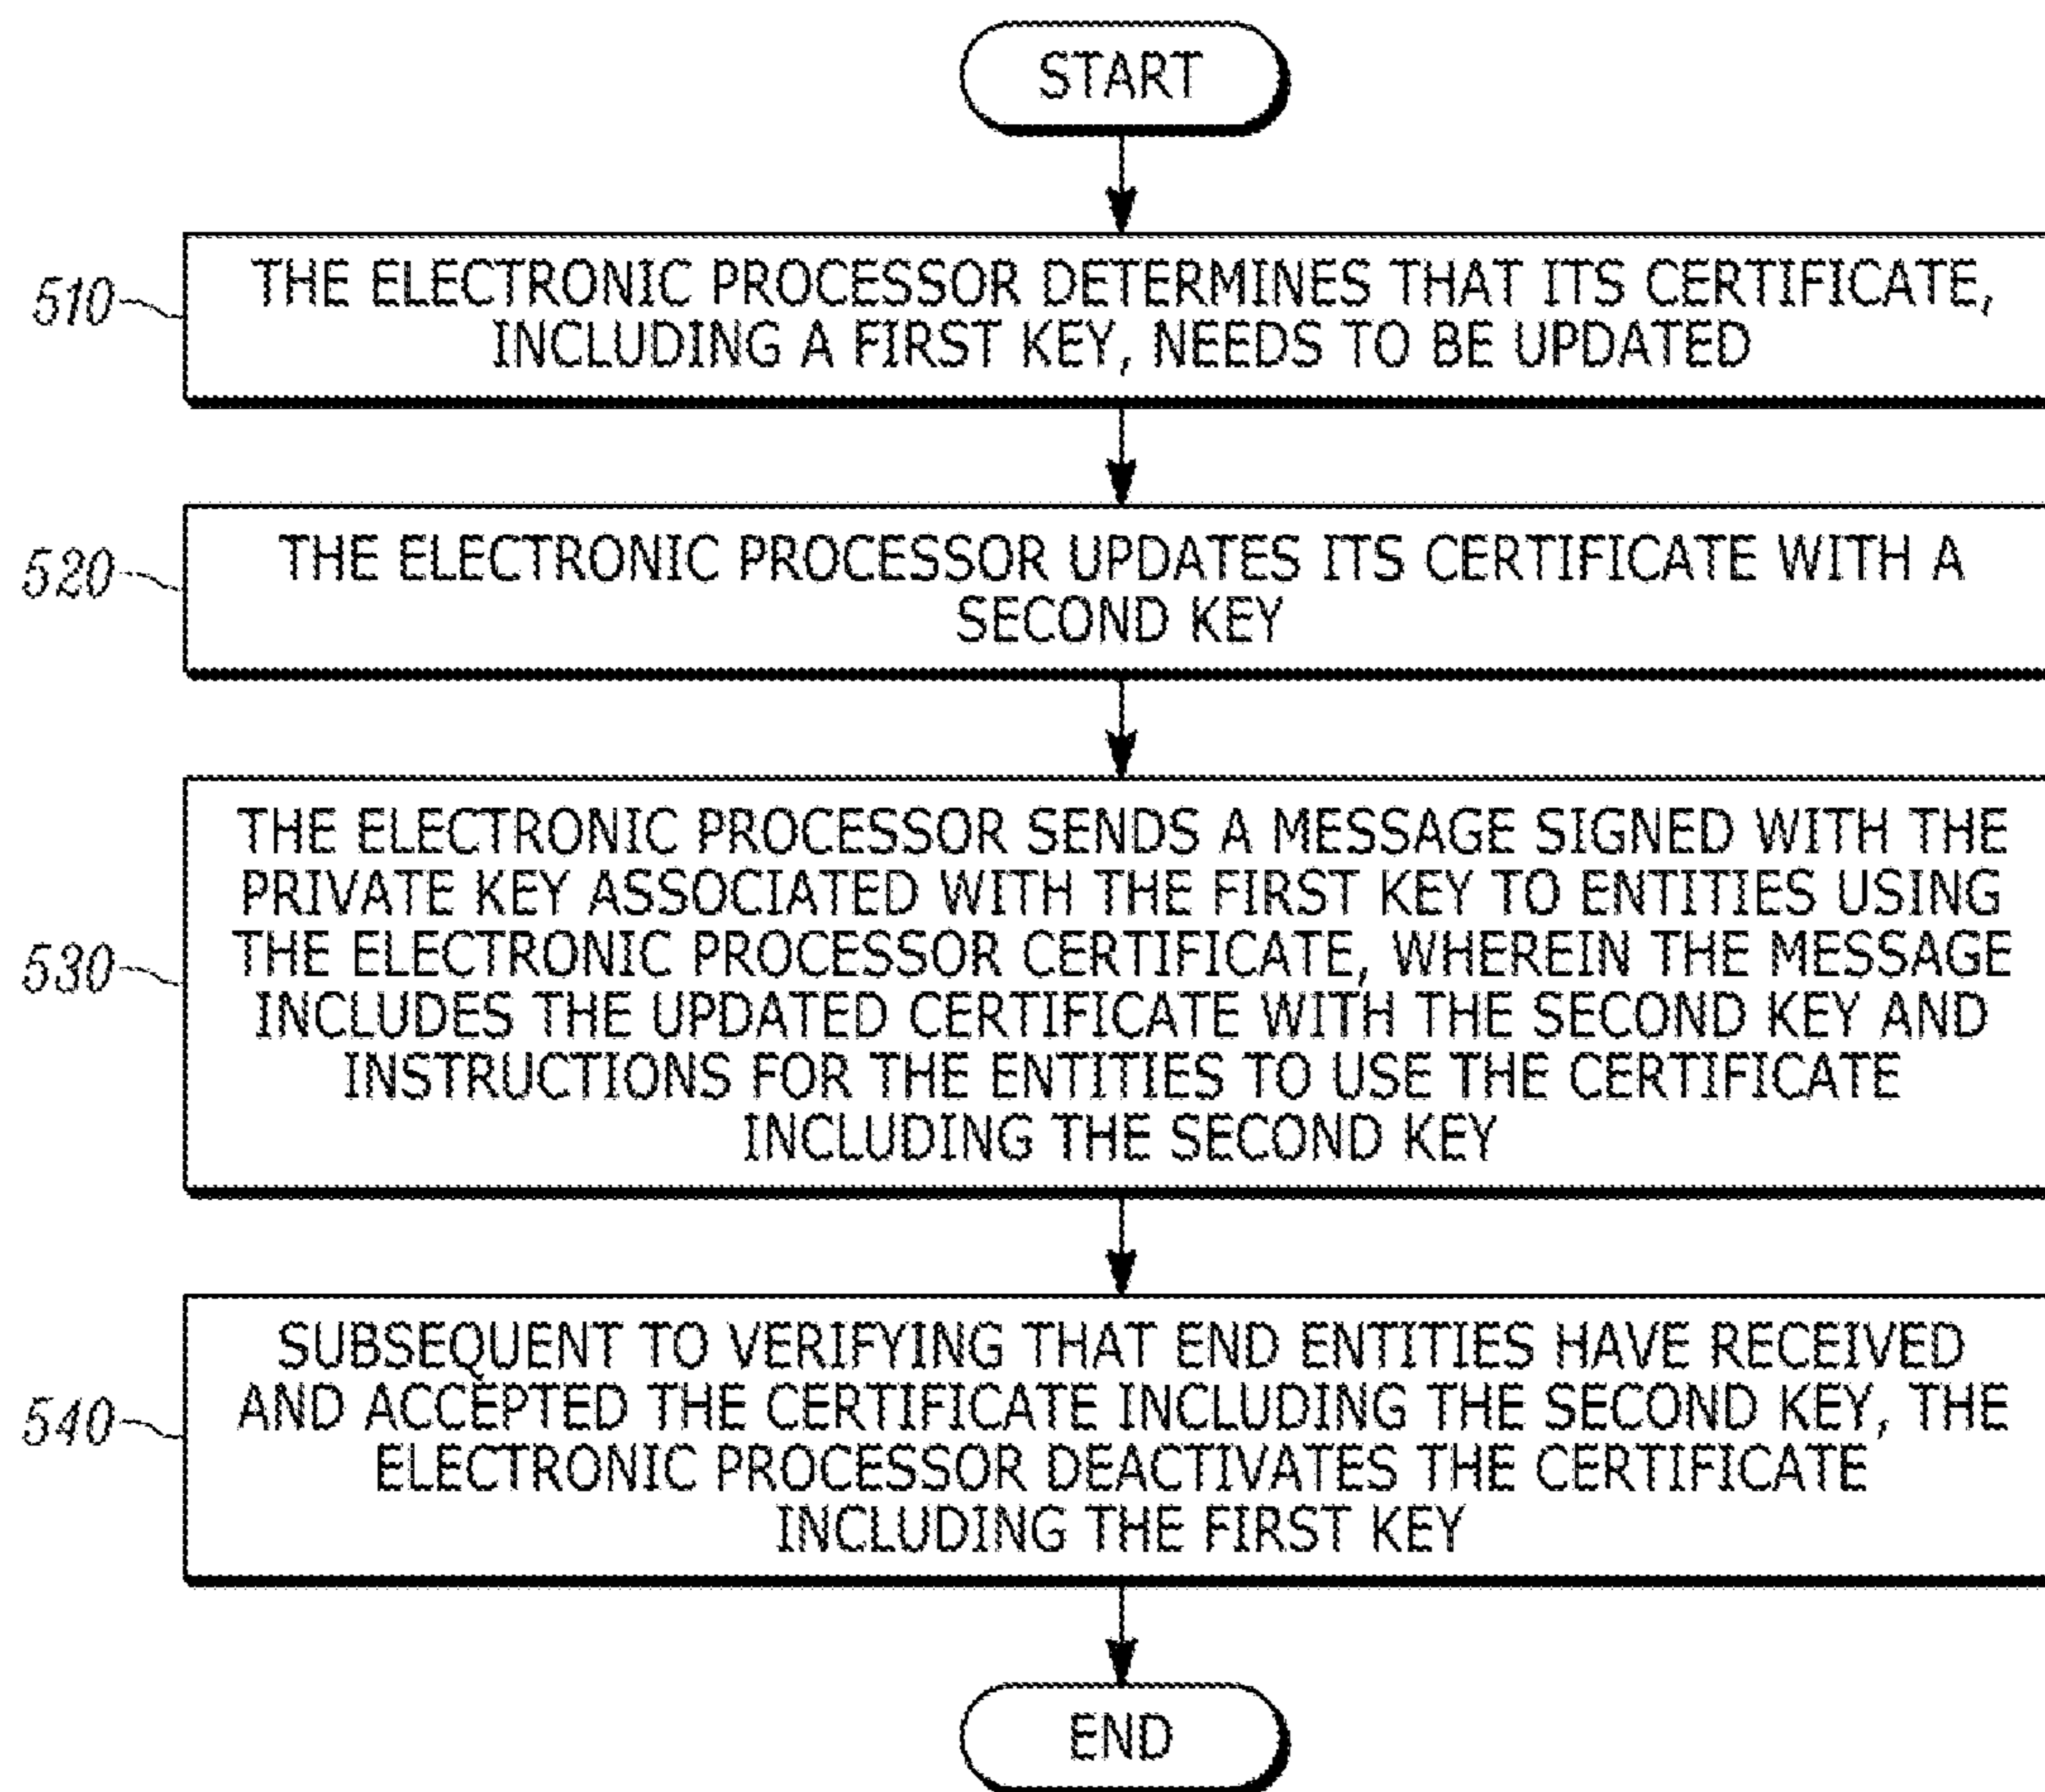 START
510
THE ELECTRONIC PROCESSOR DETERMINES THAT ITS CERTIFICATE,
INCLUDING A FIRST KEY, NEEDS TO BE UPDATED
520
THE ELECTRONIC PROCESSOR UPDATES ITS CERTIFICATE WITH A
SECOND KEY
530
THE ELECTRONIC PROCESSOR SENDS A MESSAGE SIGNED WITH THE
PRIVATE KEY ASSOCIATED WITH THE FIRST KEY TO ENTITIES USING
THE ELECTRONIC PROCESSOR CERTIFICATE, WHEREIN THE MESSAGE
INCLUDES THE UPDATED CERTIFICATE WITH THE SECOND KEY AND
INSTRUCTIONS FOR THE ENTITIES TO USE THE CERTIFICATE
INCLUDING THE SECOND KEY
540
SUBSEQUENT TO VERIFYING THAT END ENTITIES HAVE RECEIVED
AND ACCEPTED THE CERTIFICATE INCLUDING THE SECOND KEY, THE
ELECTRONIC PROCESSOR DEACTIVATES THE CERTIFICATE
INCLUDING THE FIRST KEY
END